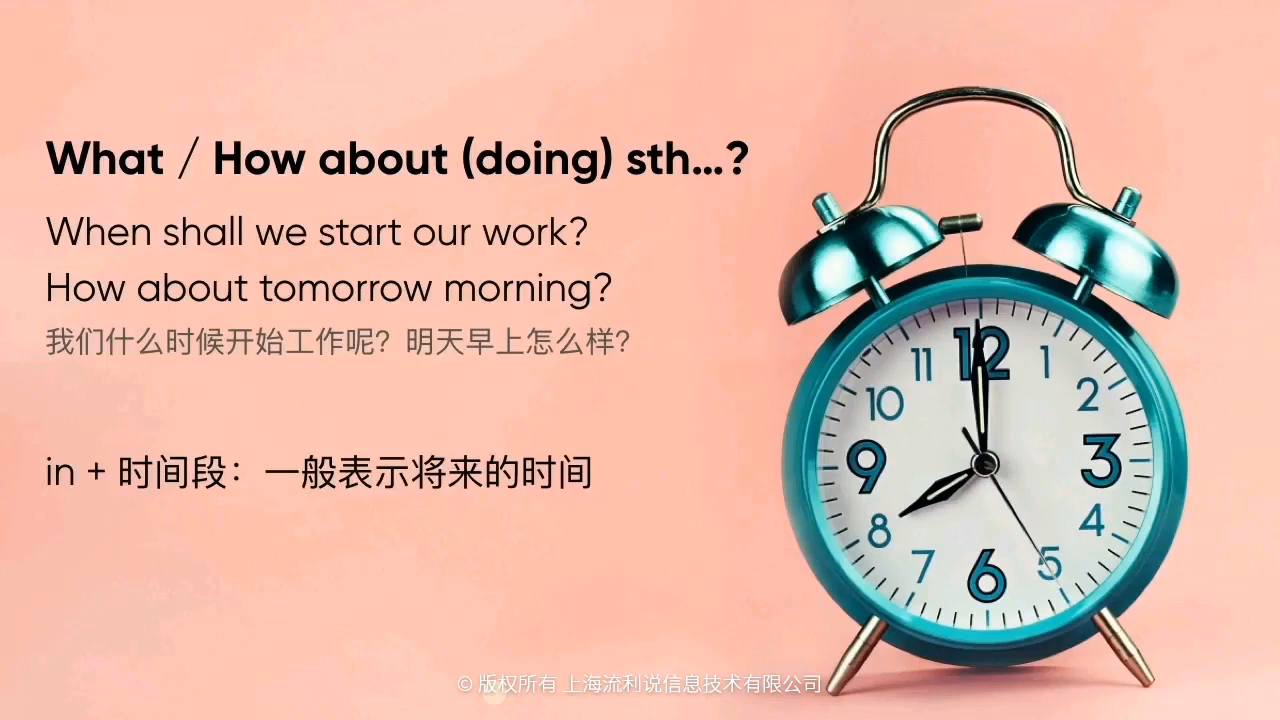 What / How about (doing) sth...?
When shall we start our work?
How about tomorrow morning?
我们什么时候开始工作呢？明天早上怎么样？
in + 时间段：一般表示将来的时间
12
11
1
10
2
9
3
8
4
7
5
6
© 版权所有 上海流利说信息技术有限公司